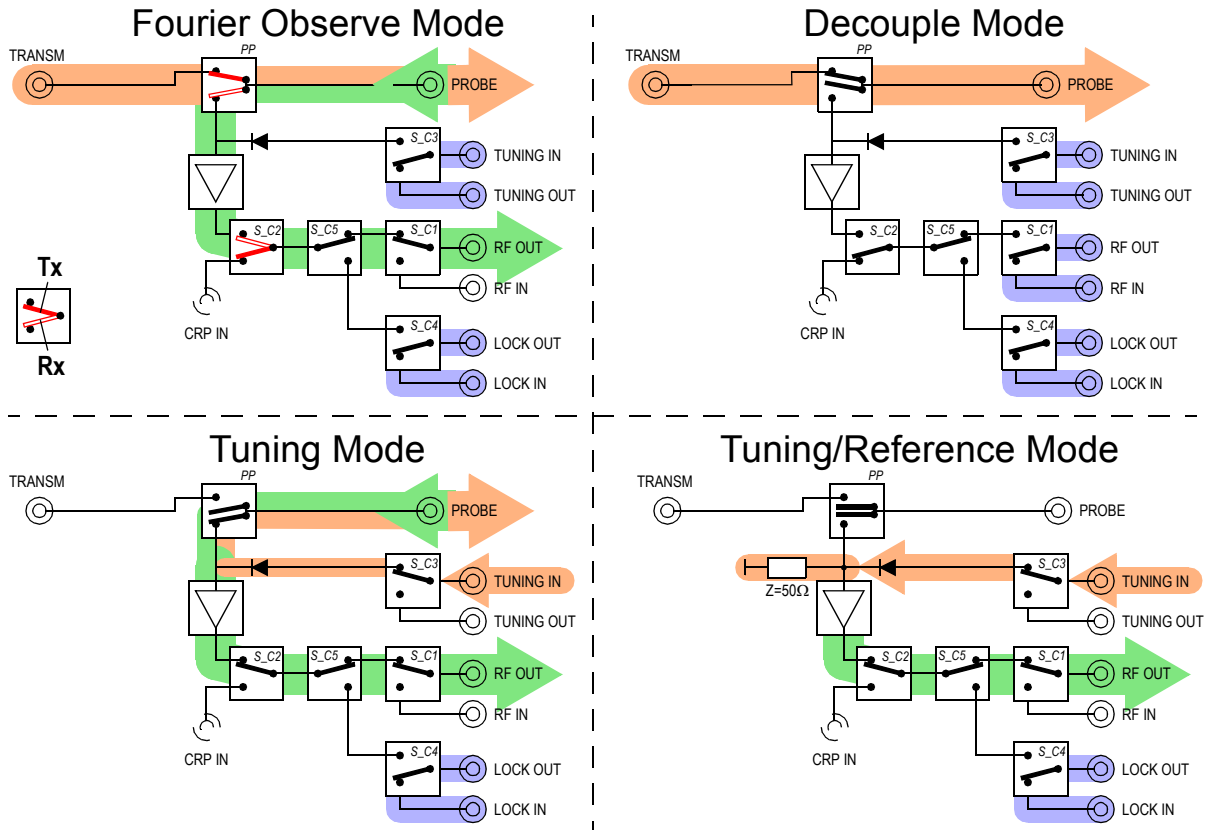 Fourier Observe Mode
TRANSM
PP
PROBE
S_C3
TUNING IN
TUNING OUT
S_C2
S_C5
S_C1
RF OUT
RF IN
Tx
Rx
CRP IN
S_C4
LOCK OUT
LOCK IN
Decouple Mode
TRANSM
PP
PROBE
S_C3
TUNING IN
TUNING OUT
S_C2
S_C5
S_C1
RF OUT
RF IN
CRP IN
S_C4
LOCK OUT
LOCK IN
Tuning Mode
TRANSM
PP
PROBE
S_C3
TUNING IN
TUNING OUT
S_C2
S_C5
S_C1
RF OUT
RF IN
CRP IN
S_C4
LOCK OUT
LOCK IN
Tuning/Reference Mode
TRANSM
PP
PROBE
S_C3
Z=50Ω
TUNING IN
TUNING OUT
S_C2
S_C5
S_C1
RF OUT
RF IN
CRP IN
S_C4
LOCK OUT
LOCK IN